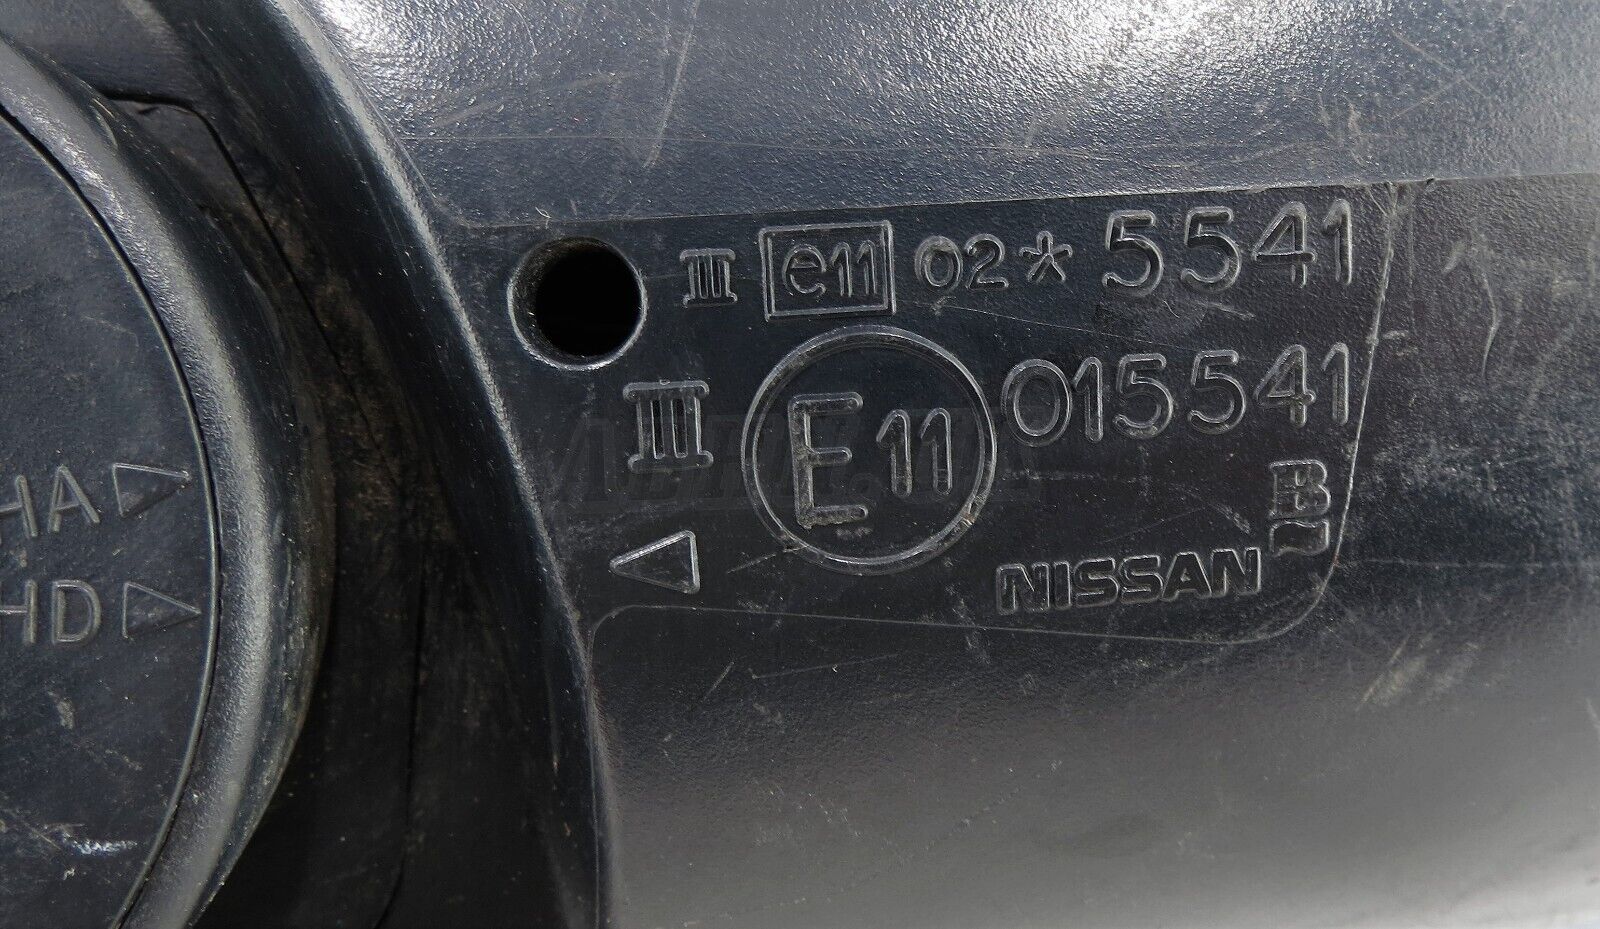 III e11 02*5541
III E11 015541
B
NISSAN
HA
HD